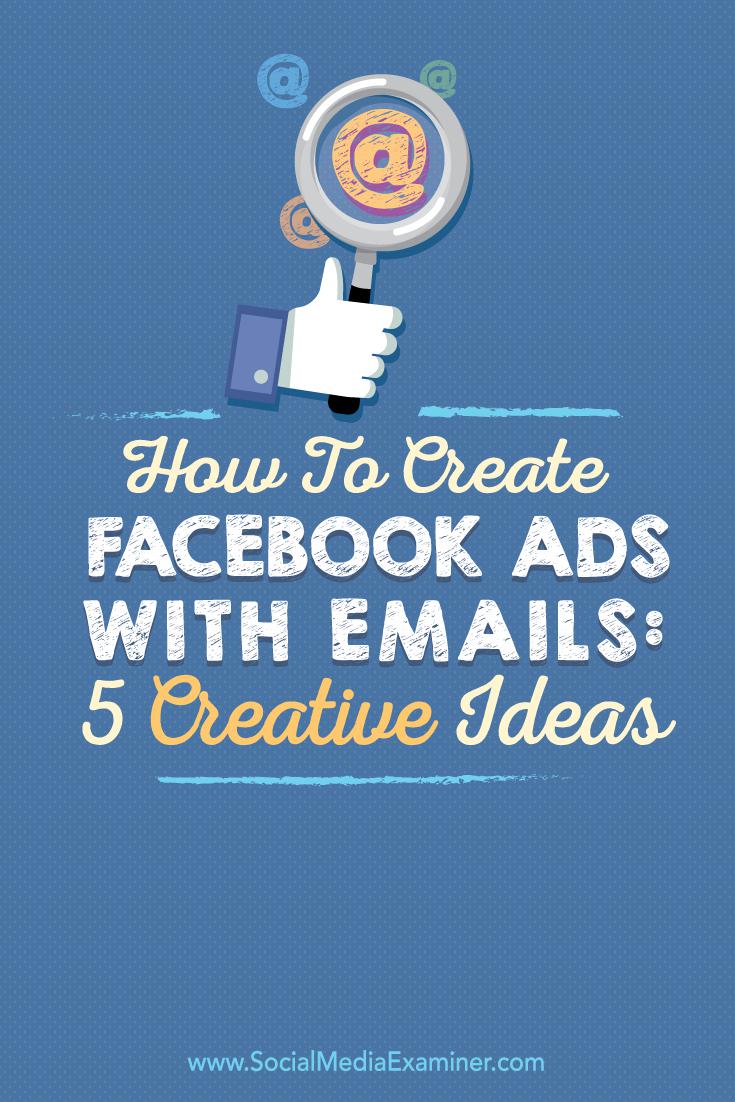 @
@
@
@
How To Create
FACEBOOK ADS
WITH EMAILS:
5 Creative Ideas
www.SocialMediaExaminer.com